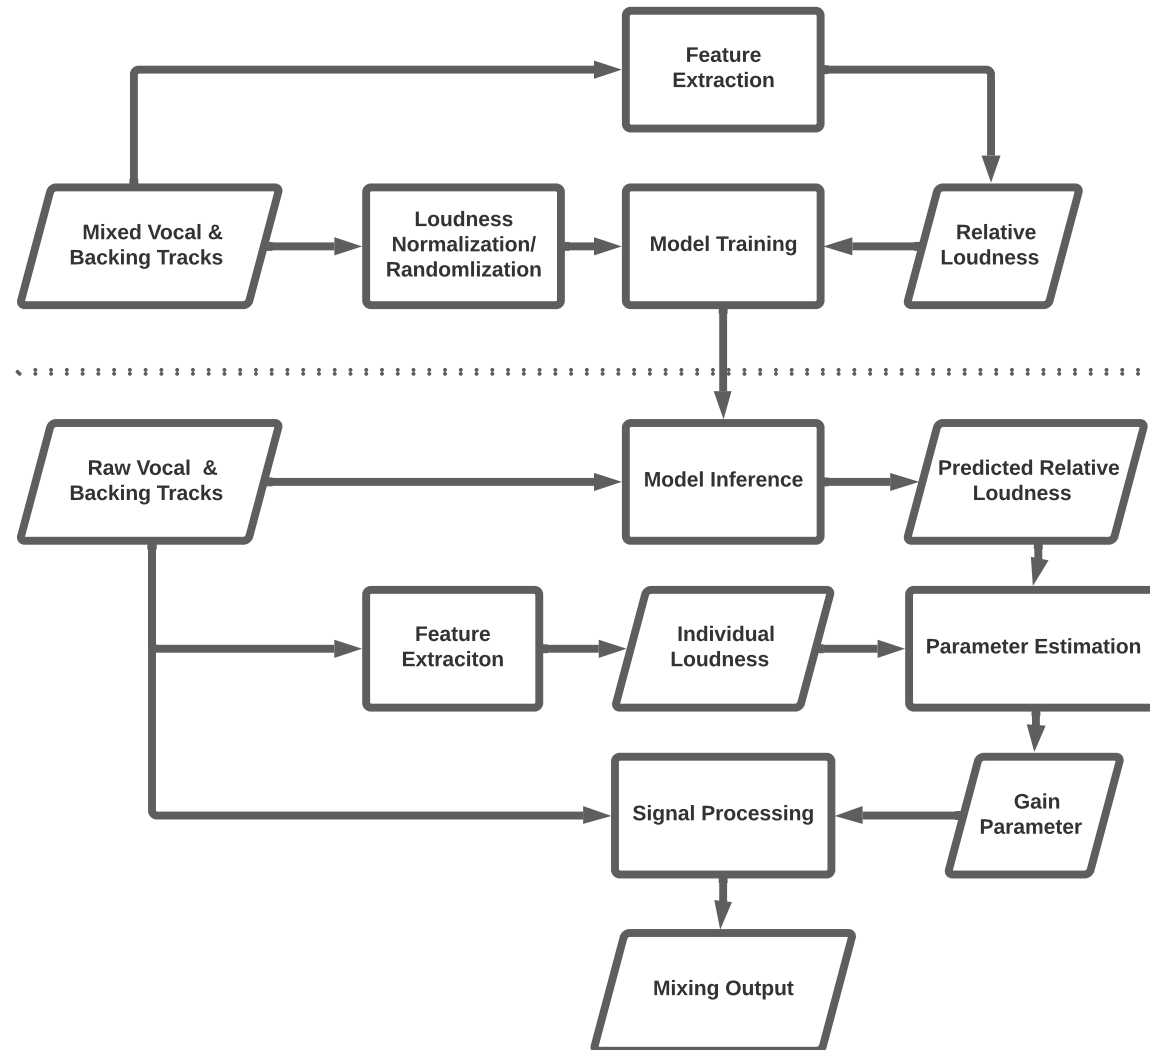 Feature
Extraction
Mixed Vocal &
Backing Tracks
Loudness
Normalization/
Randomlization
Model Training
Relative
Loudness
Raw Vocal  &
Backing Tracks
Model Inference
Predicted Relative
Loudness
Feature
Extraciton
Individual
Loudness
Parameter Estimation
Signal Processing
Gain
Parameter
Mixing Output